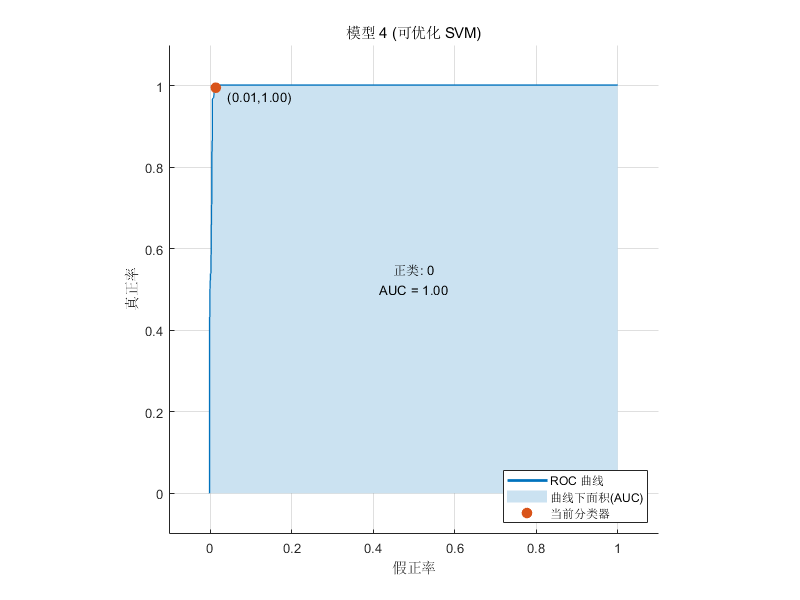 模型 4 (可优化 SVM)
1
(0.01,1.00)
0.8
0.6
正类: 0
AUC = 1.00
真正率
0.4
0.2
0
ROC 曲线
曲线下面积(AUC)
当前分类器
0 0.2 0.4 0.6 0.8 1
假正率